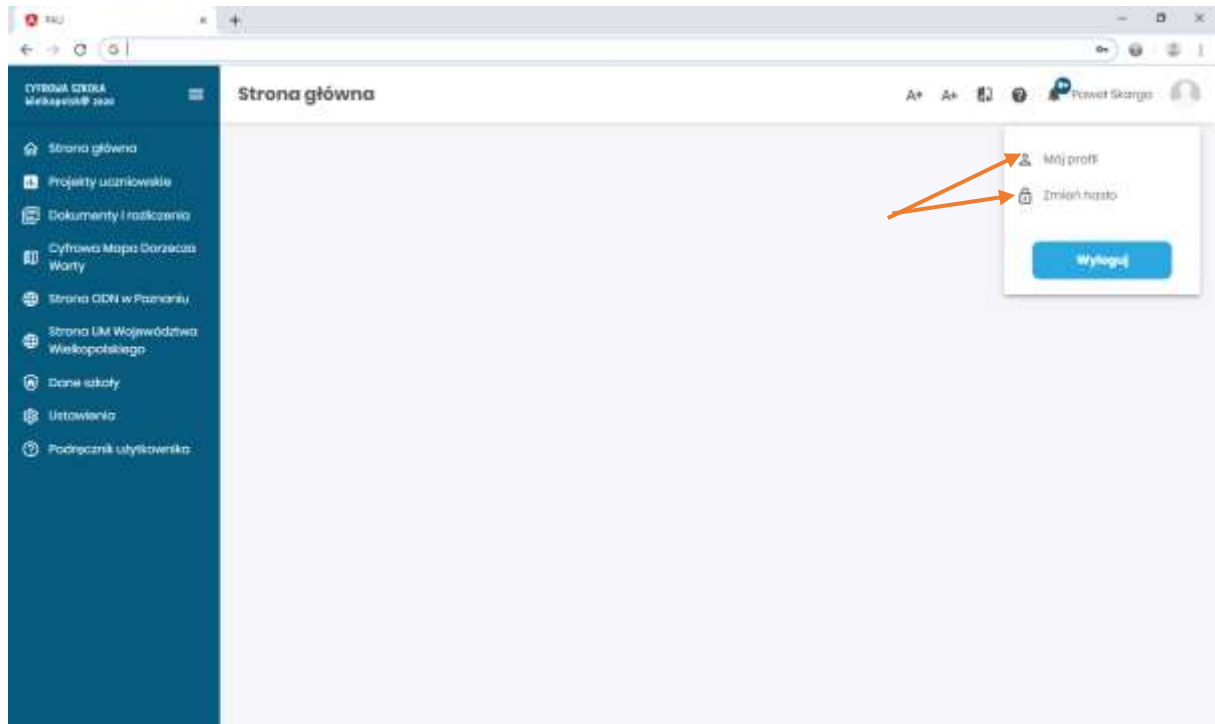 PAU
CYFROWA SZKOŁA
Wielkopolsk@ 2020
Strona główna
A+ A+
Paweł Skarga
Strona główna
Projekty uczniowskie
Dokumenty i rozliczenia
Cyfrowa Mapa Dorzecza
Warty
Strona ODN w Poznaniu
Strona UM Województwa
Wielkopolskiego
Dane szkoły
Ustawienia
Podręcznik użytkownika
Mój profil
Zmień hasło
Wyloguj